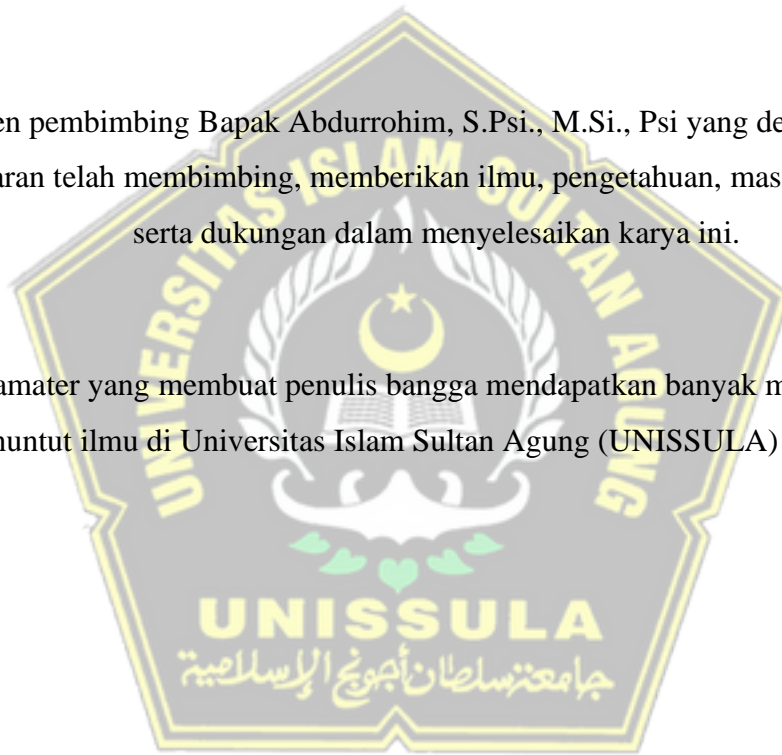 en pembimbing Bapak Abdurrohim, S.Psi., M.Si., Psi yang de
aran telah membimbing, memberikan ilmu, pengetahuan, mas
serta dukungan dalam menyelesaikan karya ini.
amater yang membuat penulis bangga mendapatkan banyak m
nuntut ilmu di Universitas Islam Sultan Agung (UNISSULA)
UNIVERSITAS ISLAM SULTAN AGUNG
UNISSULA
جامعنساطان أجونج الإسلامية